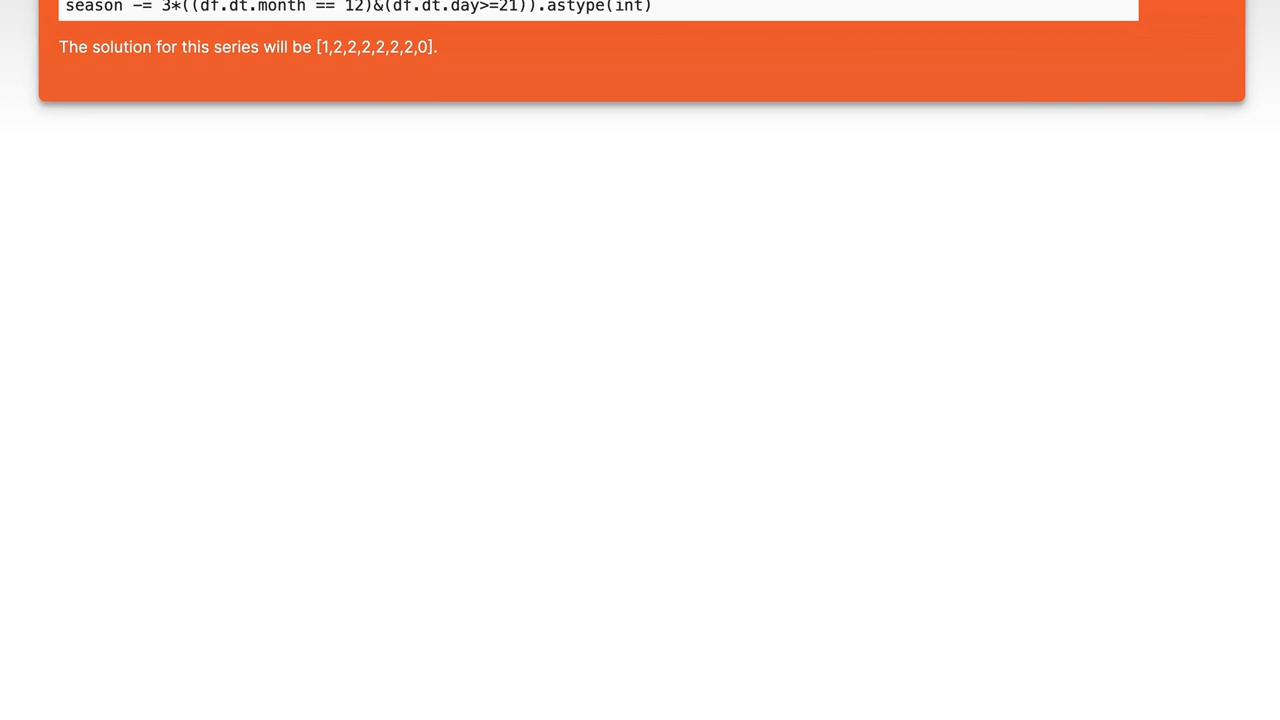 season -= 3*((df.dt.month == 12)&(df.dt.day>=21)).astype(int)
The solution for this series will be [1,2,2,2,2,2,2,0].